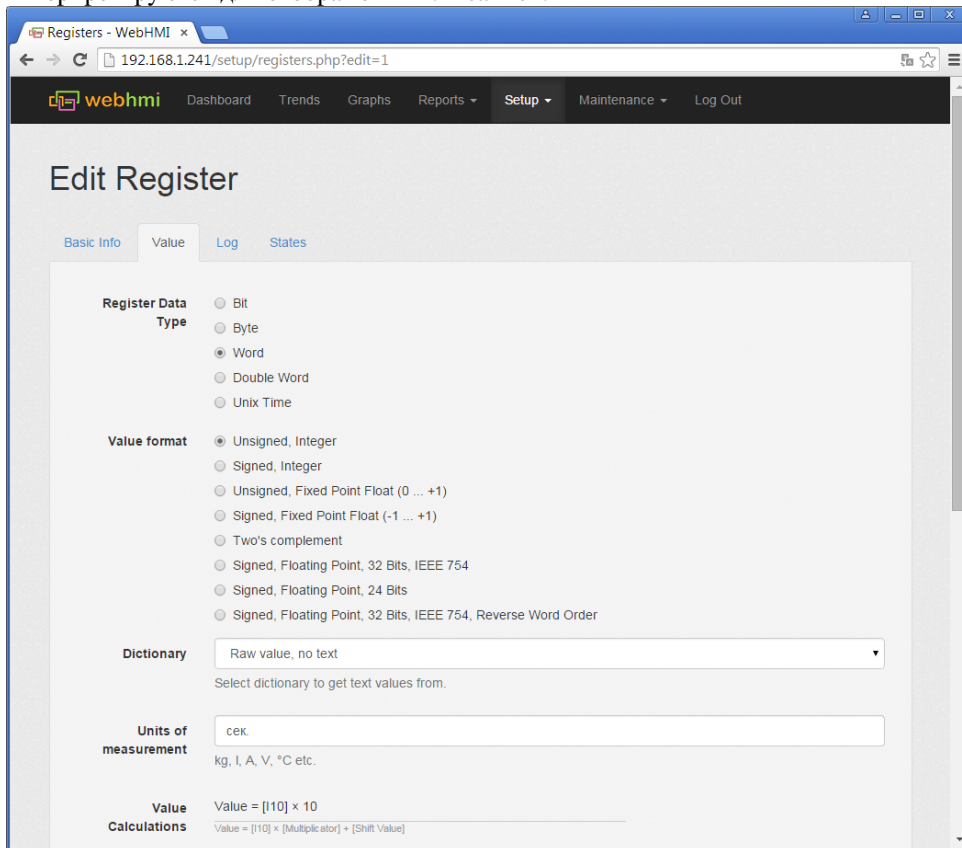 Registers - WebHMI
192.168.1.241/setup/registers.php?edit=1
webhmi Dashboard Trends Graphs Reports Setup Maintenance Log Out
Edit Register
Basic Info Value Log States
Register Data Type
Bit
Byte
Word
Double Word
Unix Time
Value format
Unsigned, Integer
Signed, Integer
Unsigned, Fixed Point Float (0 ... +1)
Signed, Fixed Point Float (-1 ... +1)
Two's complement
Signed, Floating Point, 32 Bits, IEEE 754
Signed, Floating Point, 24 Bits
Signed, Floating Point, 32 Bits, IEEE 754, Reverse Word Order
Dictionary
Raw value, no text
Select dictionary to get text values from.
Units of measurement
сек.
kg, l, A, V, °C etc.
Value Calculations
Value = [I10] × 10
Value = [I10] × [Multiplicator] + [Shift Value]